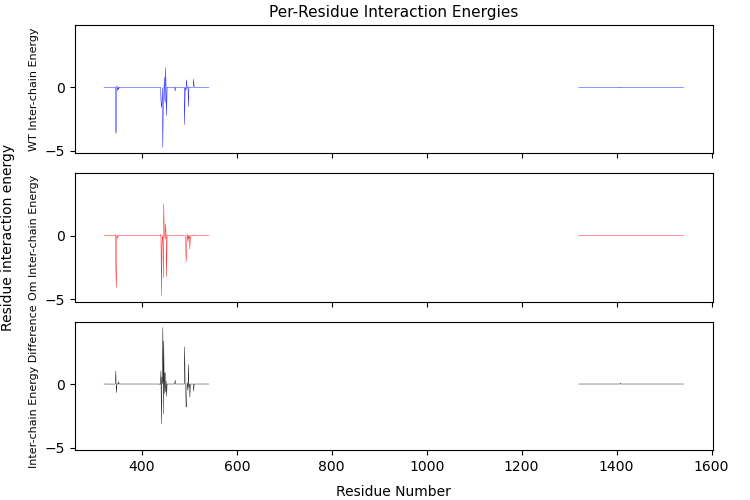 Per-Residue Interaction Energies
Residue interaction energy
WT Inter-chain Energy
0
−5
Om Inter-chain Energy
0
−5
Inter-chain Energy Difference
0
−5
400 600 800 1000 1200 1400 1600
Residue Number